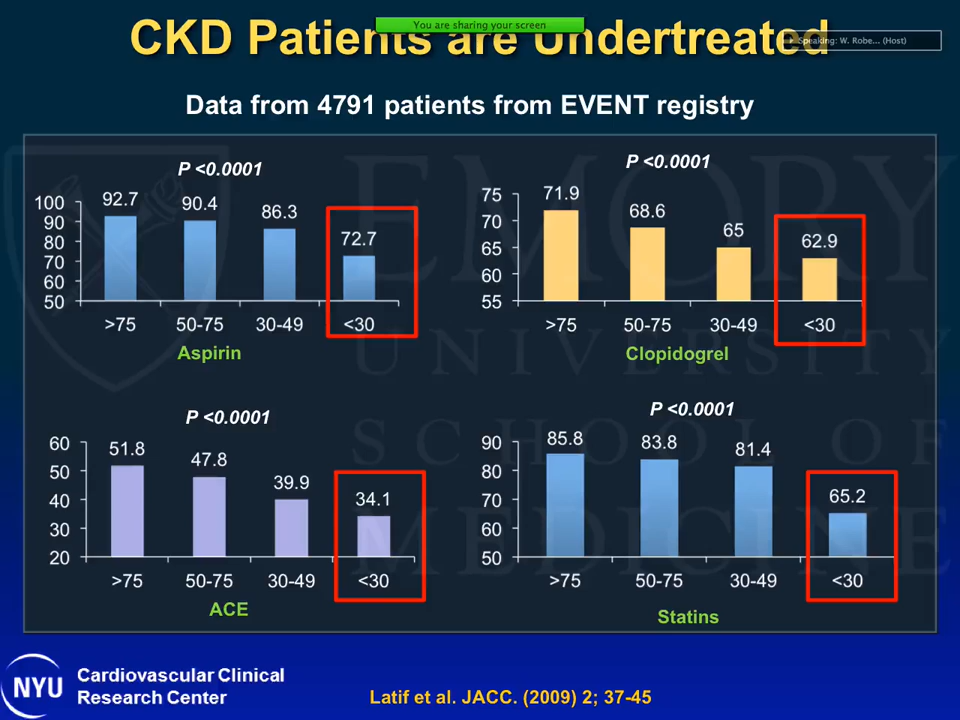 You are sharing your screen
Speaking: W. Robe... (Host)
CKD Patients are Undertreated
Data from 4791 patients from EVENT registry
P <0.0001
100
90
80
70
60
50
92.7
90.4
86.3
72.7
>75
50-75
30-49
<30
Aspirin
P <0.0001
75
70
65
60
55
71.9
68.6
65
62.9
>75
50-75
30-49
<30
Clopidogrel
P <0.0001
60
50
40
30
20
51.8
47.8
39.9
34.1
>75
50-75
30-49
<30
ACE
P <0.0001
90
80
70
60
50
85.8
83.8
81.4
65.2
>75
50-75
30-49
<30
Statins
EMORY
UNIVERSITY
SCHOOL OF
MEDICINE
NYU
Cardiovascular Clinical
Research Center
Latif et al. JACC. (2009) 2; 37-45